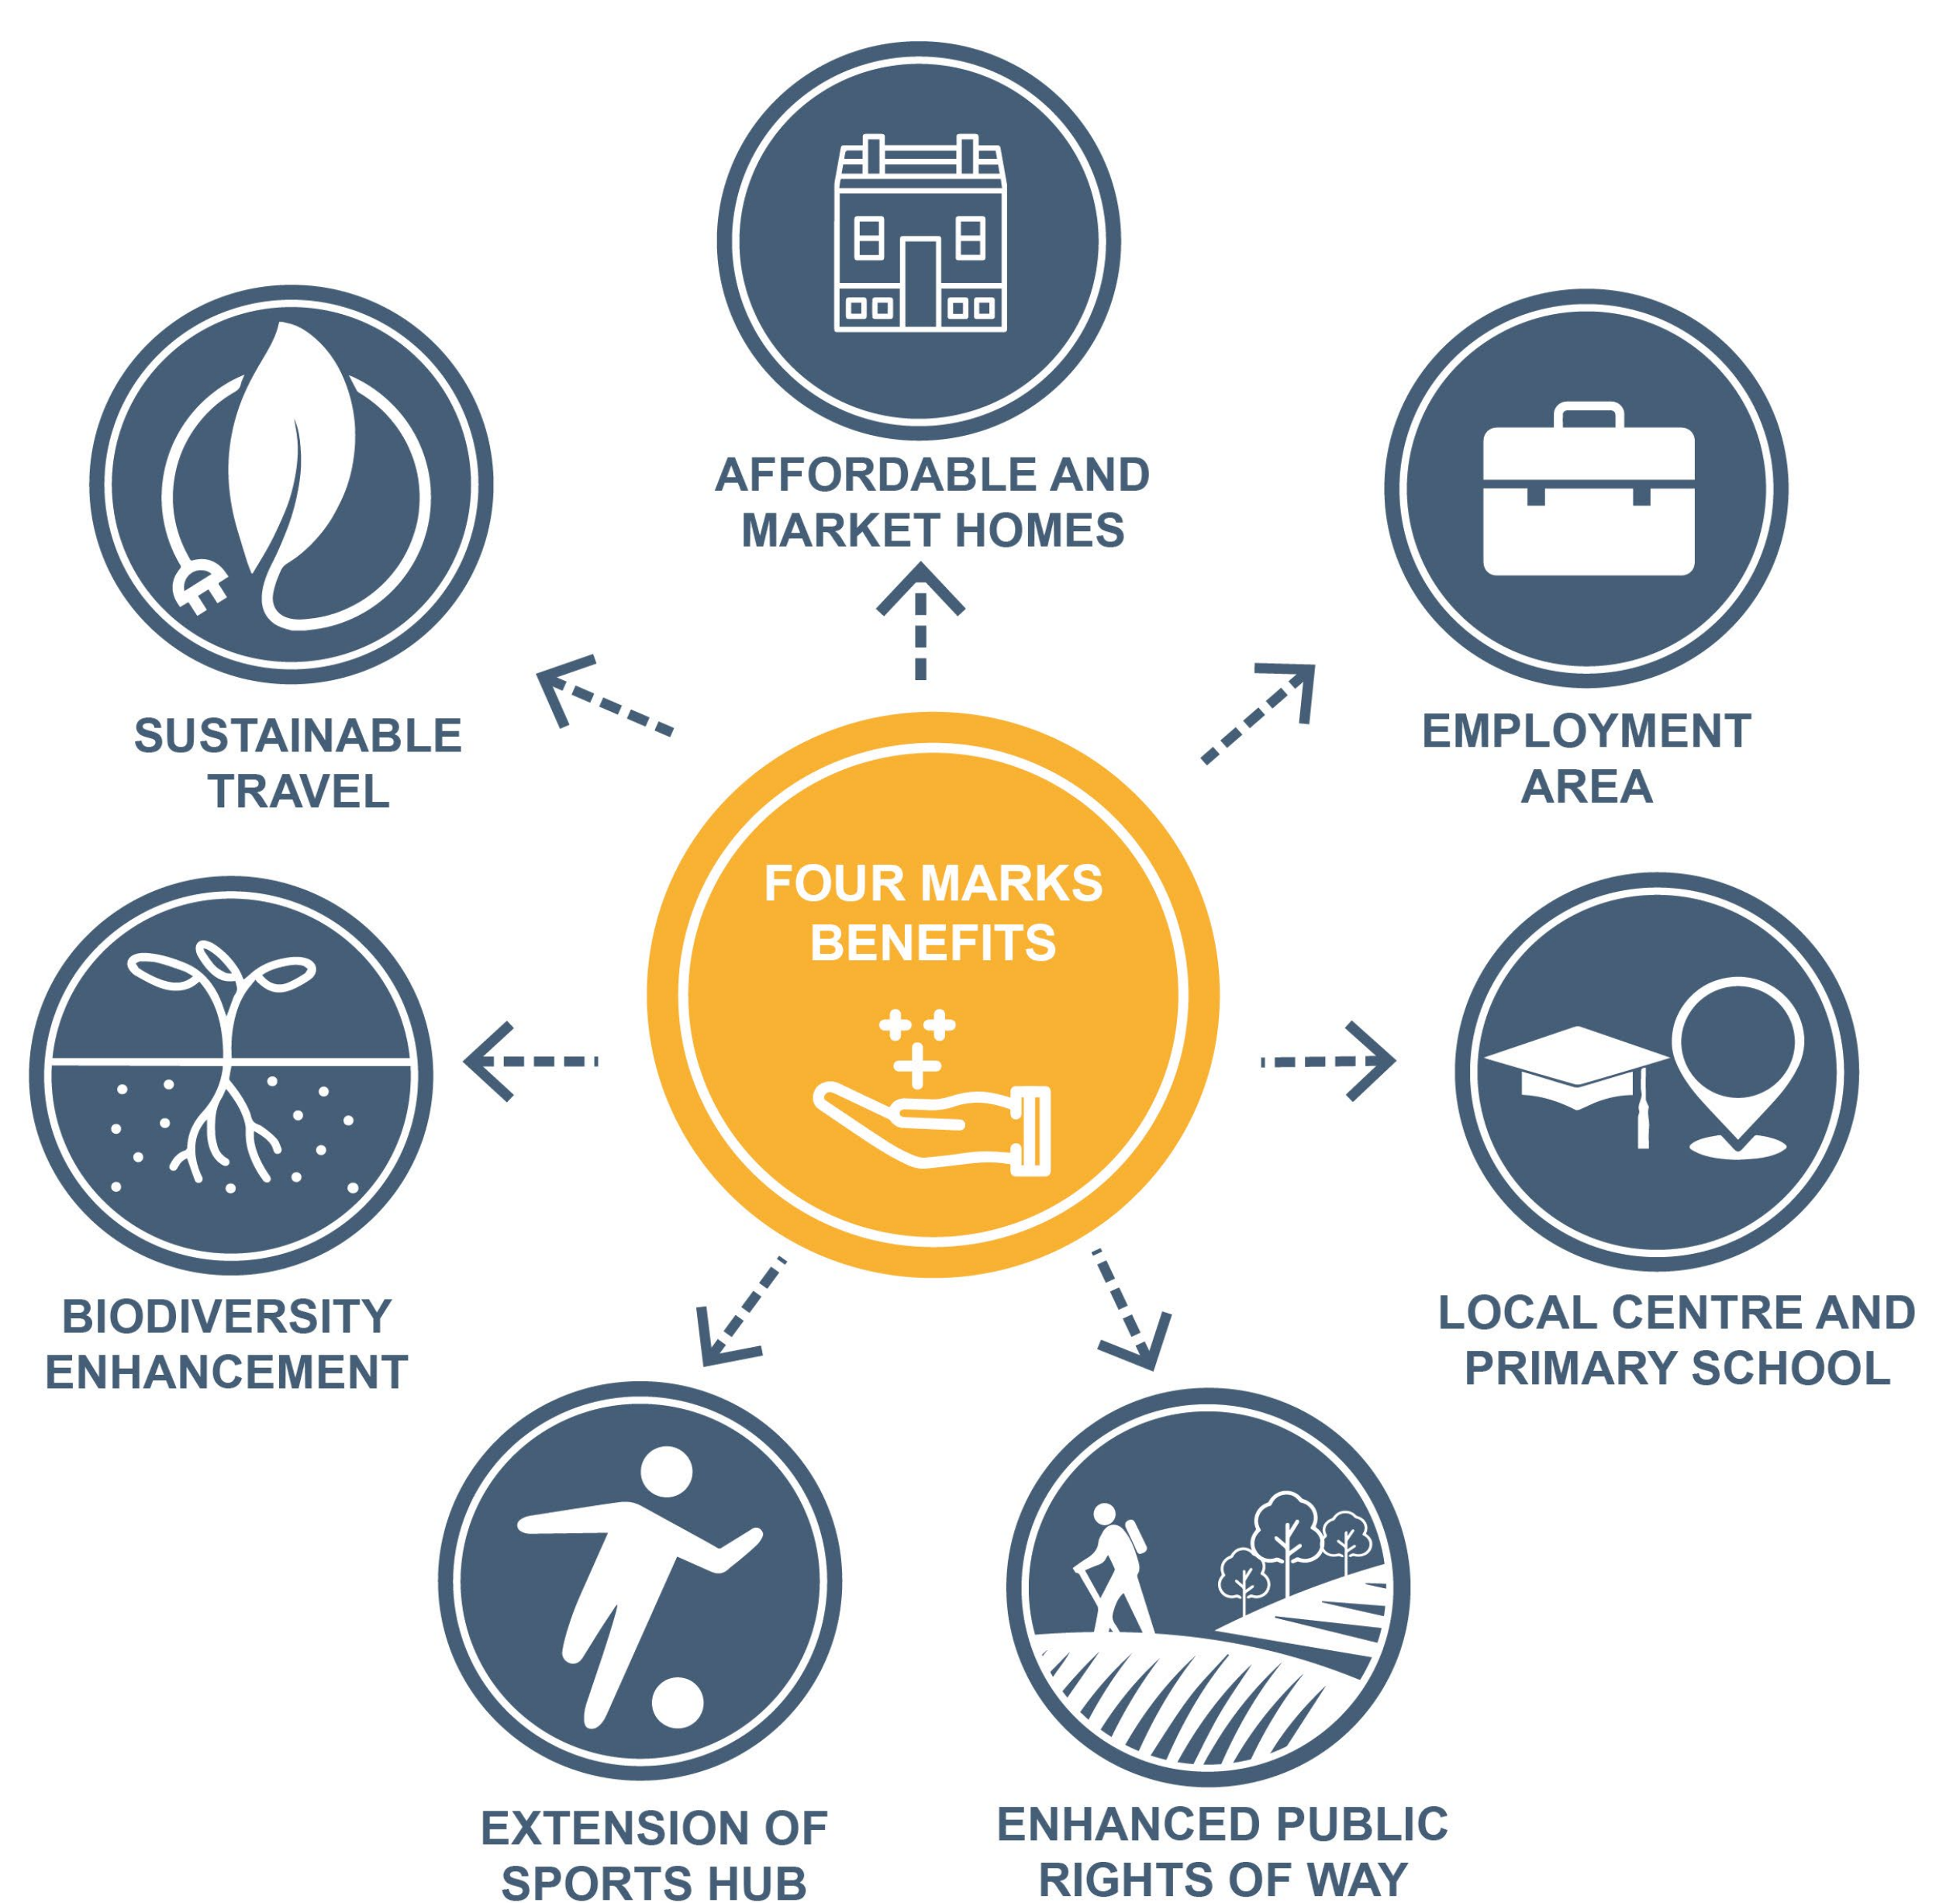 AFFORDABLE AND
MARKET HOMES
SUSTAINABLE
TRAVEL
EMPLOYMENT
AREA
FOUR MARKS
BENEFITS
BIODIVERSITY
ENHANCEMENT
LOCAL CENTRE AND
PRIMARY SCHOOL
EXTENSION OF
SPORTS HUB
ENHANCED PUBLIC
RIGHTS OF WAY